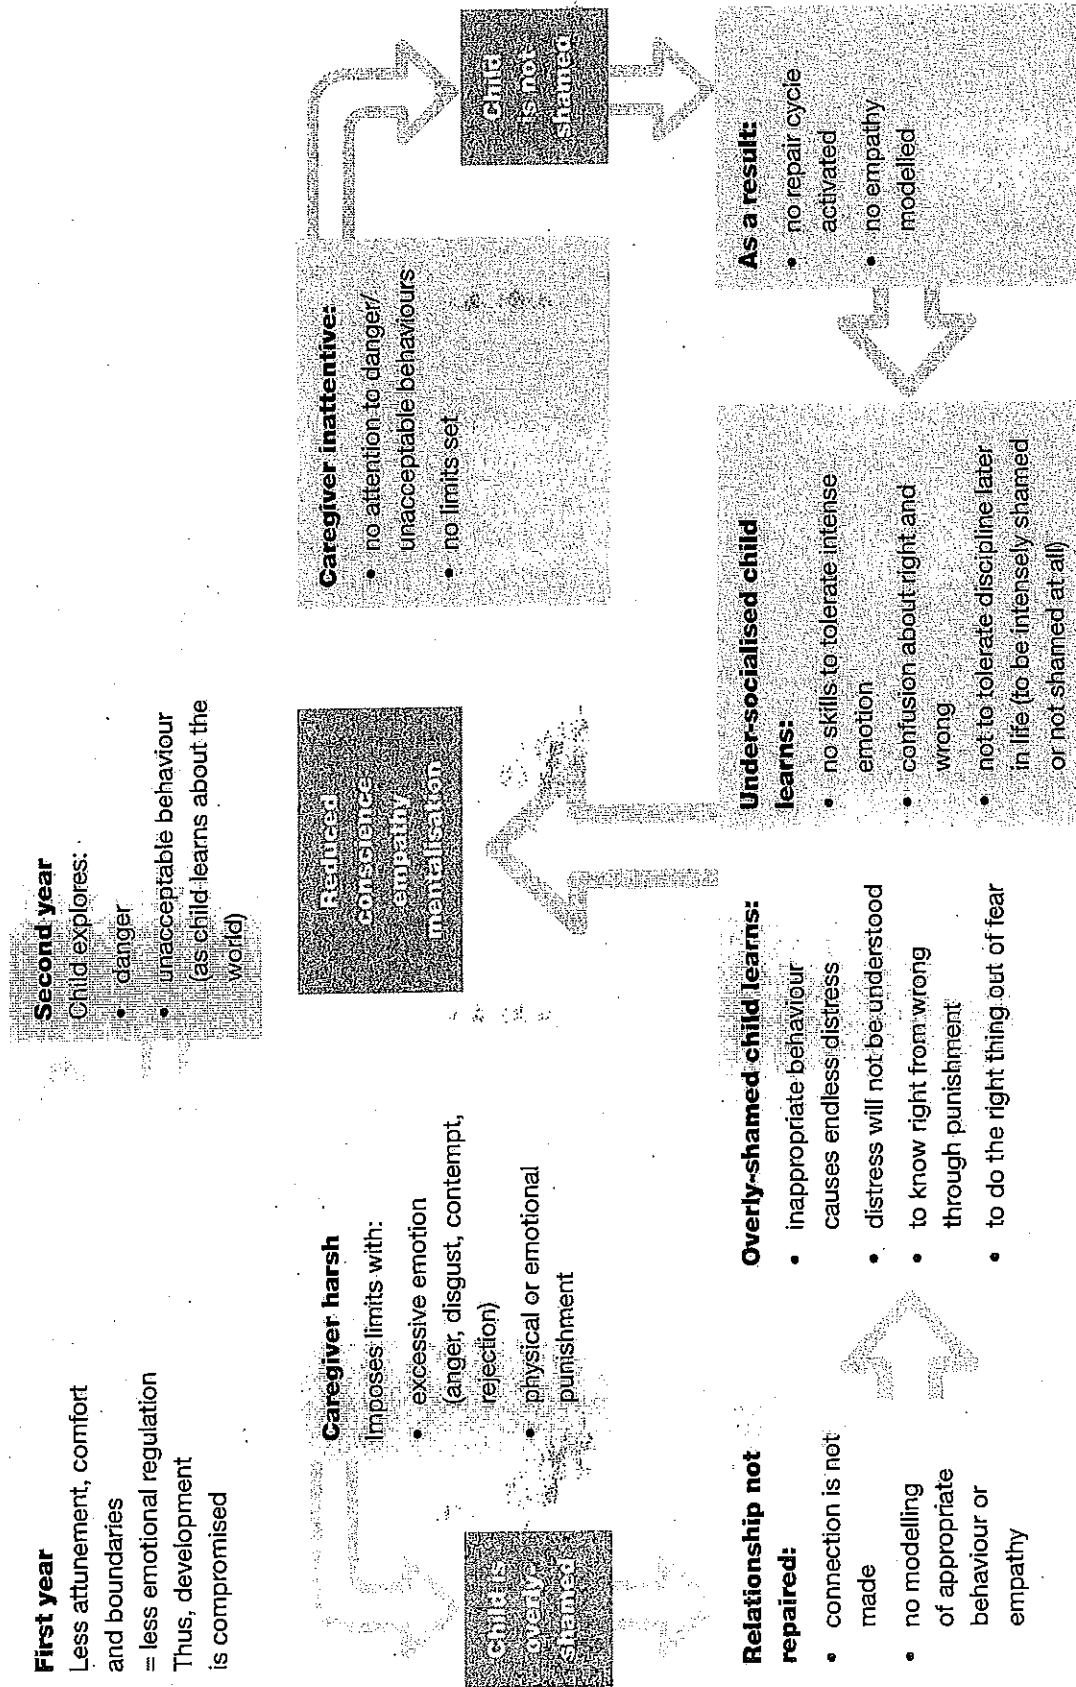 First year
Less attunement, comfort
and boundaries
= less emotional regulation
Thus, development
is compromised
Second year
Child explores:
• danger
• unacceptable behaviour
(as child learns about the
world)
Caregiver harsh
Imposes limits with:
• excessive emotion
(anger, disgust, contempt,
rejection)
• physical or emotional
punishment
Child is
overly-
shamed
Relationship not
repaired:
• connection is not
made
• no modelling
of appropriate
behaviour or
empathy
Overly-shamed child learns:
• inappropriate behaviour
causes endless distress
• distress will not be understood
• to know right from wrong
through punishment
• to do the right thing out of fear
Reduced
conscience
empathy
mentalisation
Caregiver inattentive:
• no attention to danger/
unacceptable behaviours
• no limits set
Child
is not
shamed
As a result:
• no repair cycle
activated
• no empathy
modelled
Under-socialised child
learns:
• no skills to tolerate intense
emotion
• confusion about right and
wrong
• not to tolerate discipline later
in life (to be intensely shamed
or not shamed at all)